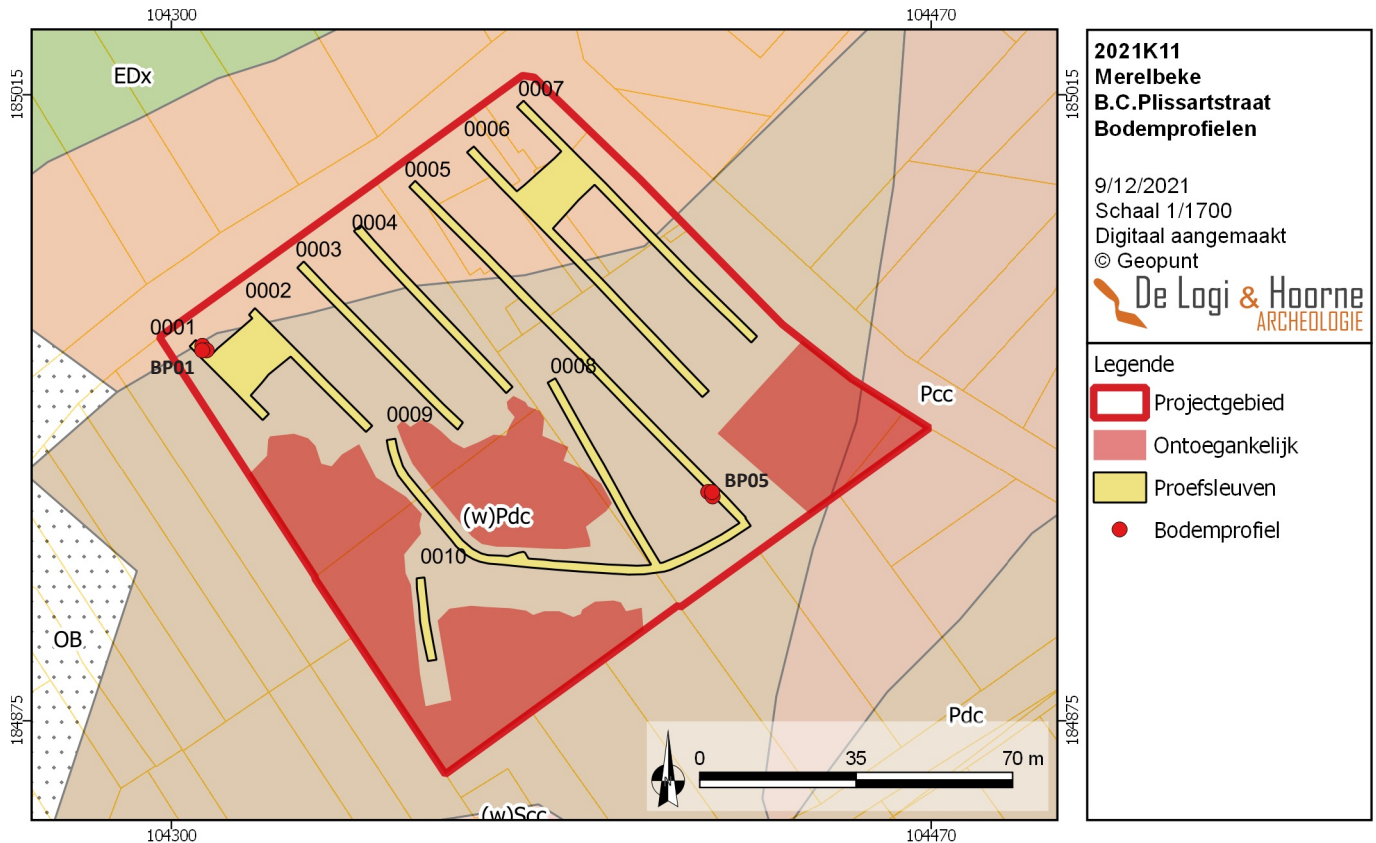 104300
104470
185015
185015
EDx
0007
0006
0005
0004
0003
0002
0001
BP01
0008
0009
Pcc
BP05
(w)Pdc
0010
OB
Pdc
184875
184875
0 35 70 m
N
(w)Scc
104300
104470
2021K11
Merelbeke
B.C.Plissartstraat
Bodemprofielen
9/12/2021
Schaal 1/1700
Digitaal aangemaakt
© Geopunt
De Logi & Hoorne
ARCHEOLOGIE
Legende
Projectgebied
Ontoegankelijk
Proefsleuven
Bodemprofiel